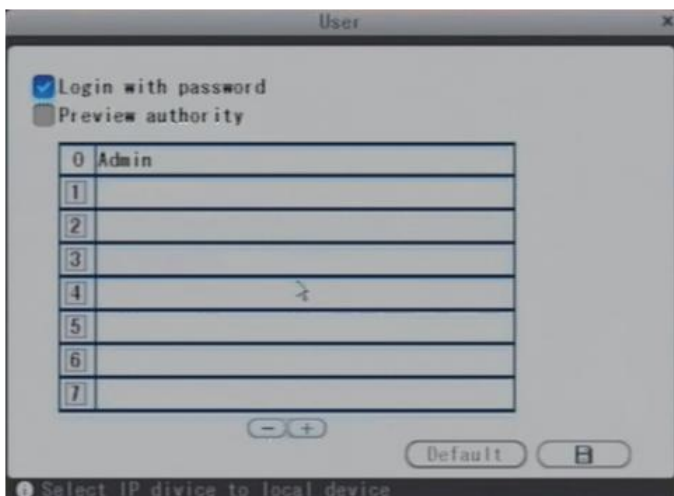 User
Login with password
Preview authority
0 Admin
1
2
3
4
5
6
7
Default
Select IP divice to local device